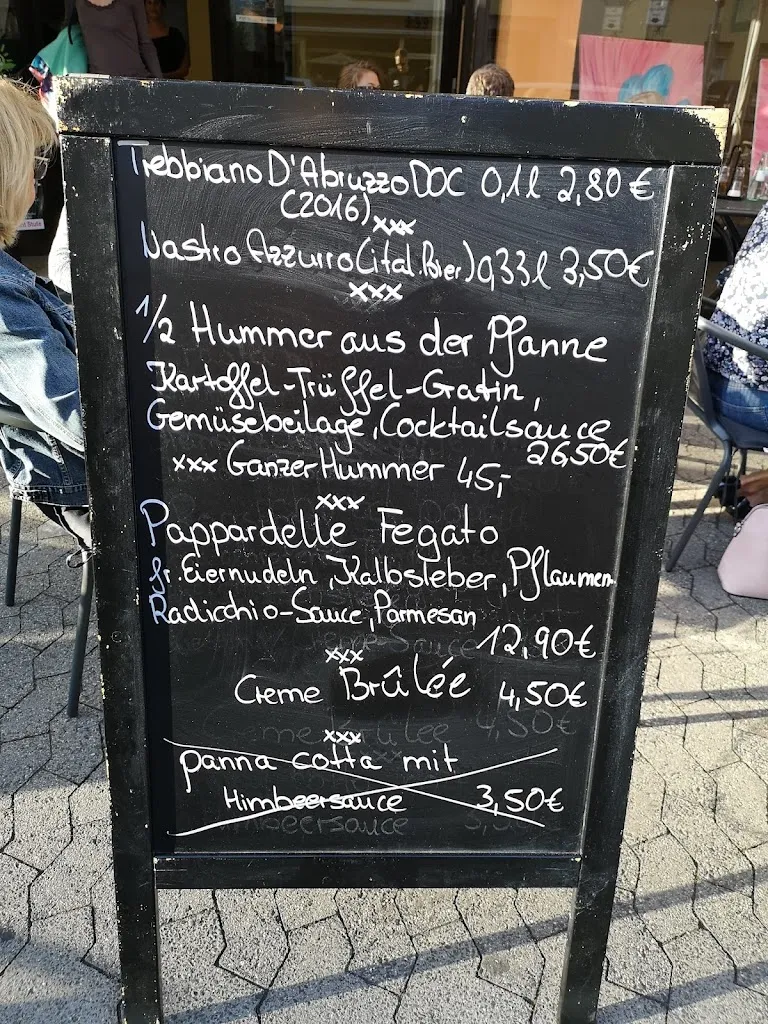 Trebbiano D'Abruzzo DOC 0,1l 2,80 €
(2016)
xxx
Nastro Azzurro (ital. Bier) 0,33l 3,50€
xxx
1/2 Hummer aus der Pfanne
Kartoffel-Trüffel-Gratin,
Gemüsebeilage, Cocktailsauce
26,50€
xxx Ganzer Hummer 45,-
xxx
Pappardelle Fegato
fr. Eiernudeln, Kalbsleber, Pflaumen
Radicchio-Sauce, Parmesan
12,90€
xxx
Creme Brûlée 4,50€
xxx
panna cotta mit
Himbeersauce 3,50€